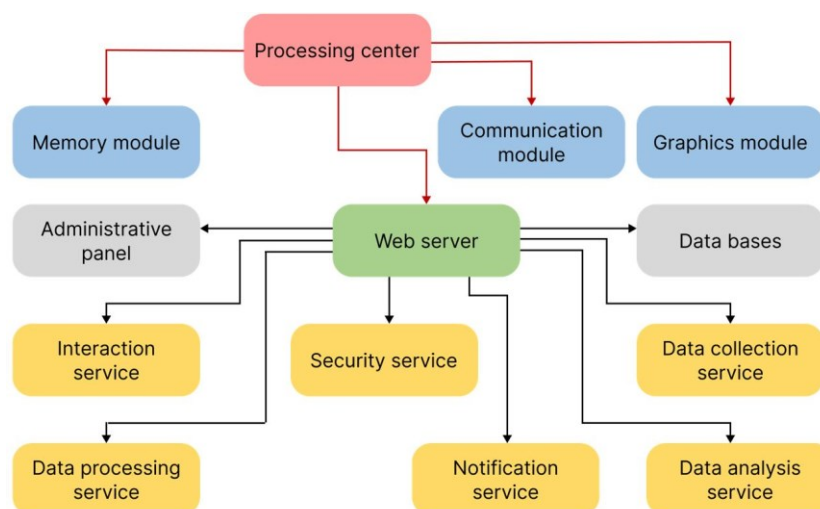 Processing center
Memory module
Communication
module
Graphics module
Administrative
panel
Web server
Data bases
Interaction
service
Security service
Data collection
service
Data processing
service
Notification
service
Data analysis
service